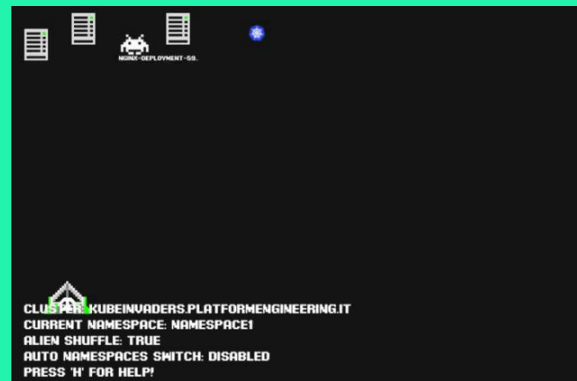 NGINX-DEPLOYMENT-59.
CLUSTER: KUBEINVADERS.PLATFORMENGINEERING.IT
CURRENT NAMESPACE: NAMESPACE1
ALIEN SHUFFLE: TRUE
AUTO NAMESPACES SWITCH: DISABLED
PRESS 'H' FOR HELP!